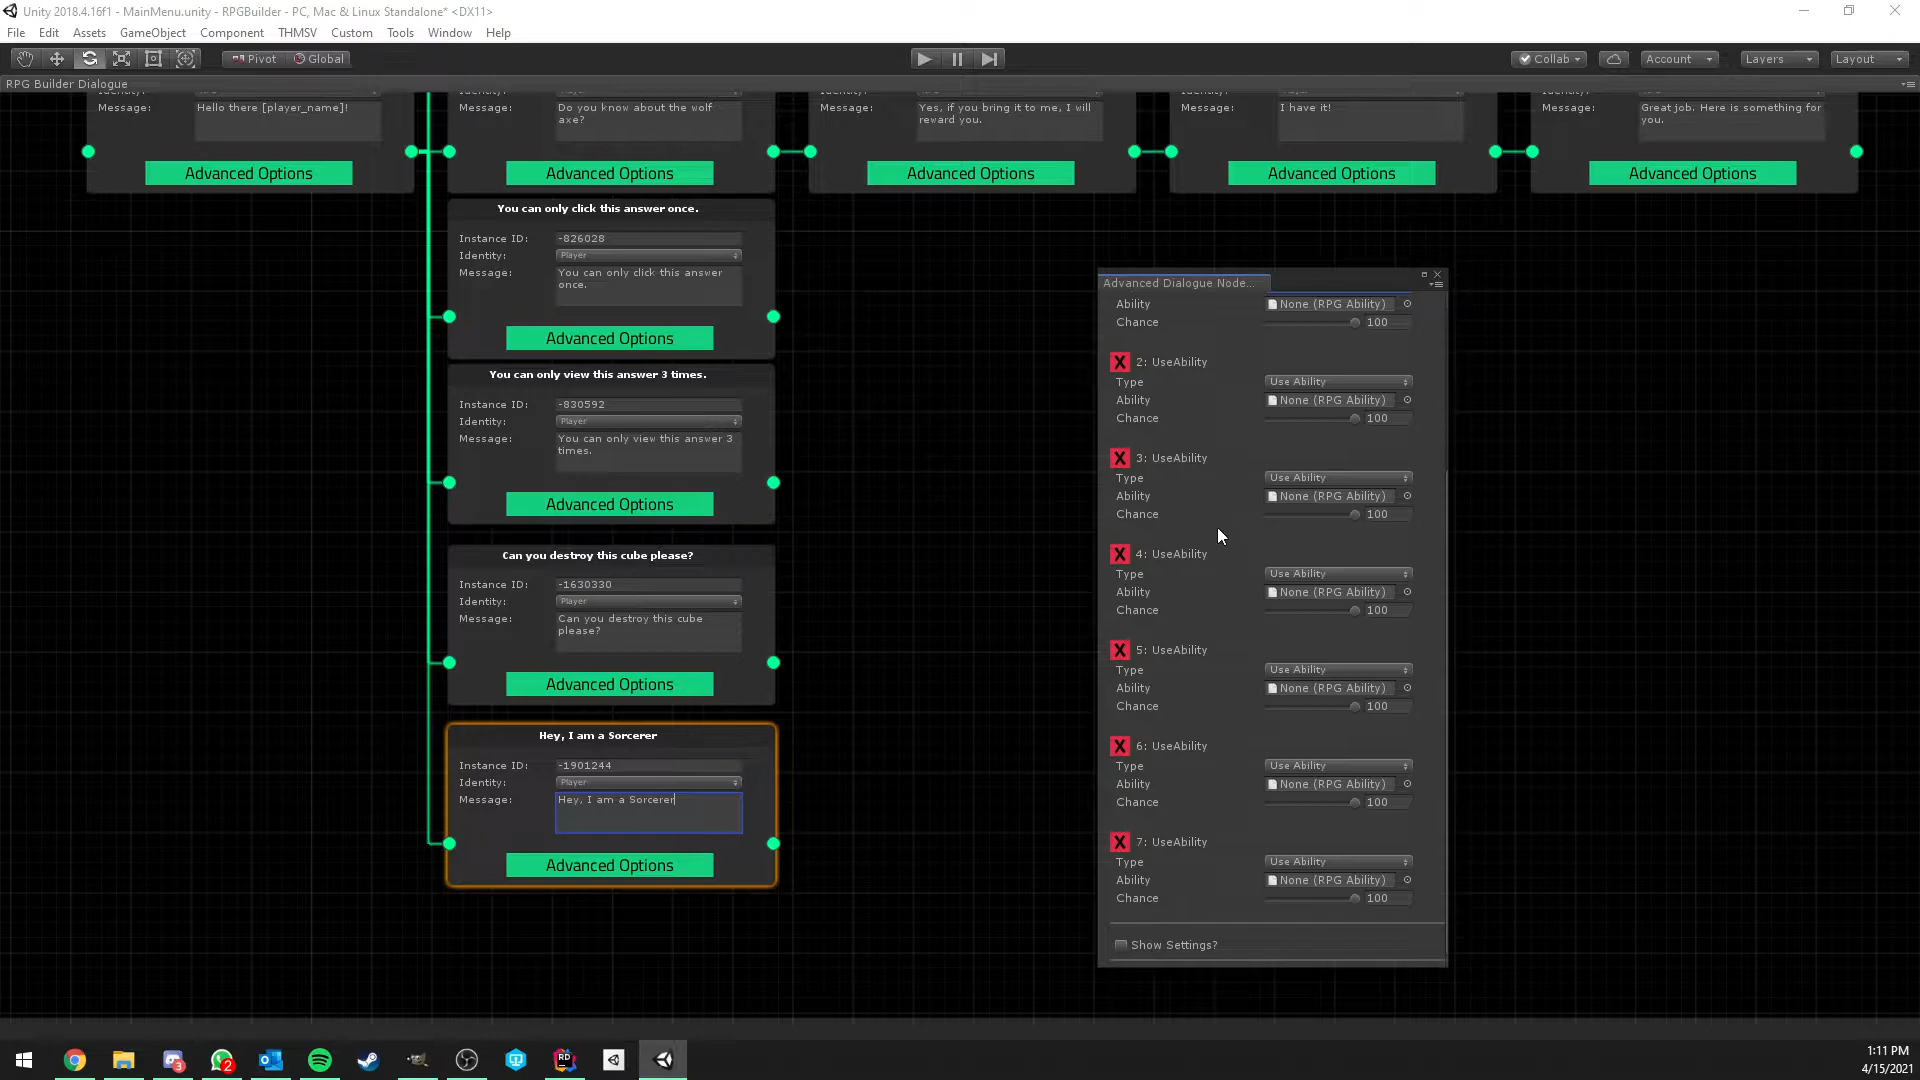 Unity 2018.4.16f1 - MainMenu.unity - RPGBuilder - PC, Mac & Linux Standalone* <DX11>
File Edit Assets GameObject Component THMSV Custom Tools Window Help
Pivot Global Collab Account Layers Layout
RPG Builder Dialogue
Message: Hello there [player_name]!
Advanced Options
Message: Do you know about the wolf
axe?
Advanced Options
Message: Yes, if you bring it to me, I will
reward you.
Advanced Options
Message: I have it!
Advanced Options
Message: Great job. Here is something for
you.
Advanced Options
You can only click this answer once.
Instance ID: -826028
Identity: Player
Message: You can only click this answer
once.
Advanced Options
You can only view this answer 3 times.
Instance ID: -830592
Identity: Player
Message: You can only view this answer 3
times.
Advanced Options
Can you destroy this cube please?
Instance ID: -1630330
Identity: Player
Message: Can you destroy this cube
please?
Advanced Options
Hey, I am a Sorcerer
Instance ID: -1901244
Identity: Player
Message: Hey, I am a Sorcerer
Advanced Options
Advanced Dialogue Node...
Ability None (RPG Ability)
Chance 100
X 2: UseAbility
Type Use Ability
Ability None (RPG Ability)
Chance 100
X 3: UseAbility
Type Use Ability
Ability None (RPG Ability)
Chance 100
X 4: UseAbility
Type Use Ability
Ability None (RPG Ability)
Chance 100
X 5: UseAbility
Type Use Ability
Ability None (RPG Ability)
Chance 100
X 6: UseAbility
Type Use Ability
Ability None (RPG Ability)
Chance 100
X 7: UseAbility
Type Use Ability
Ability None (RPG Ability)
Chance 100
Show Settings?
3
2
RD
1:11 PM
4/15/2021